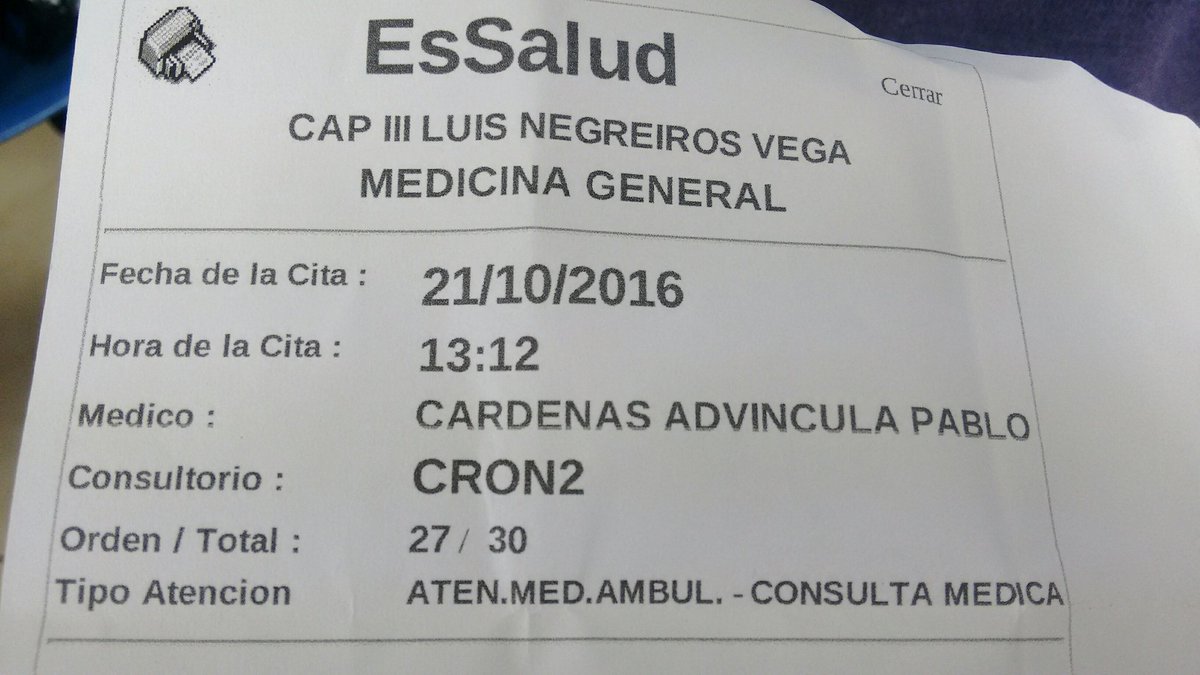 EsSalud
Cerrar
CAP III LUIS NEGREIROS VEGA
MEDICINA GENERAL
Fecha de la Cita : 21/10/2016
Hora de la Cita : 13:12
Medico : CARDENAS ADVINCULA PABLO
Consultorio : CRON2
Orden / Total : 27 / 30
Tipo Atencion ATEN.MED.AMBUL. - CONSULTA MEDICA